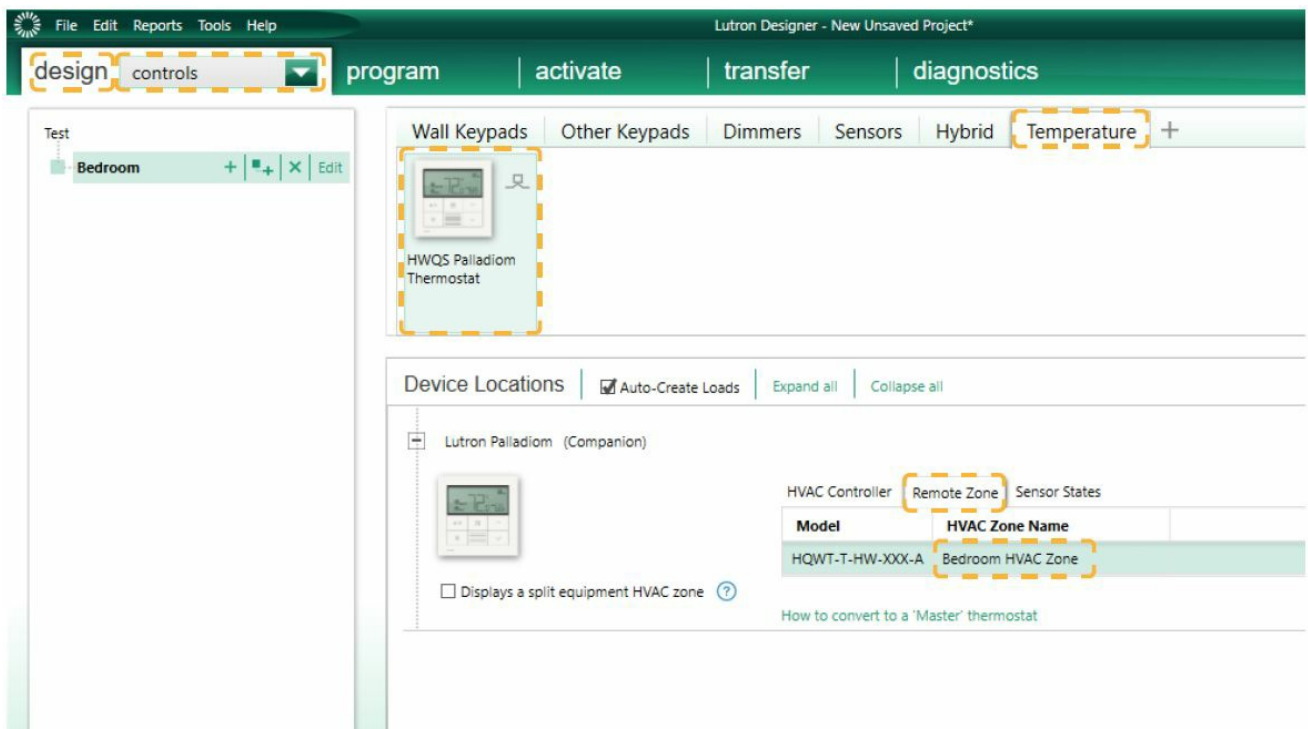 File Edit Reports Tools Help
Lutron Designer - New Unsaved Project*
design controls program activate transfer diagnostics
Test
Bedroom + + × Edit
Wall Keypads Other Keypads Dimmers Sensors Hybrid Temperature +
HWQS Palladiom
Thermostat
Device Locations Auto-Create Loads Expand all Collapse all
Lutron Palladiom (Companion)
HVAC Controller Remote Zone Sensor States
Model HVAC Zone Name
HQWT-T-HW-XXX-A Bedroom HVAC Zone
Displays a split equipment HVAC zone ?
How to convert to a 'Master' thermostat